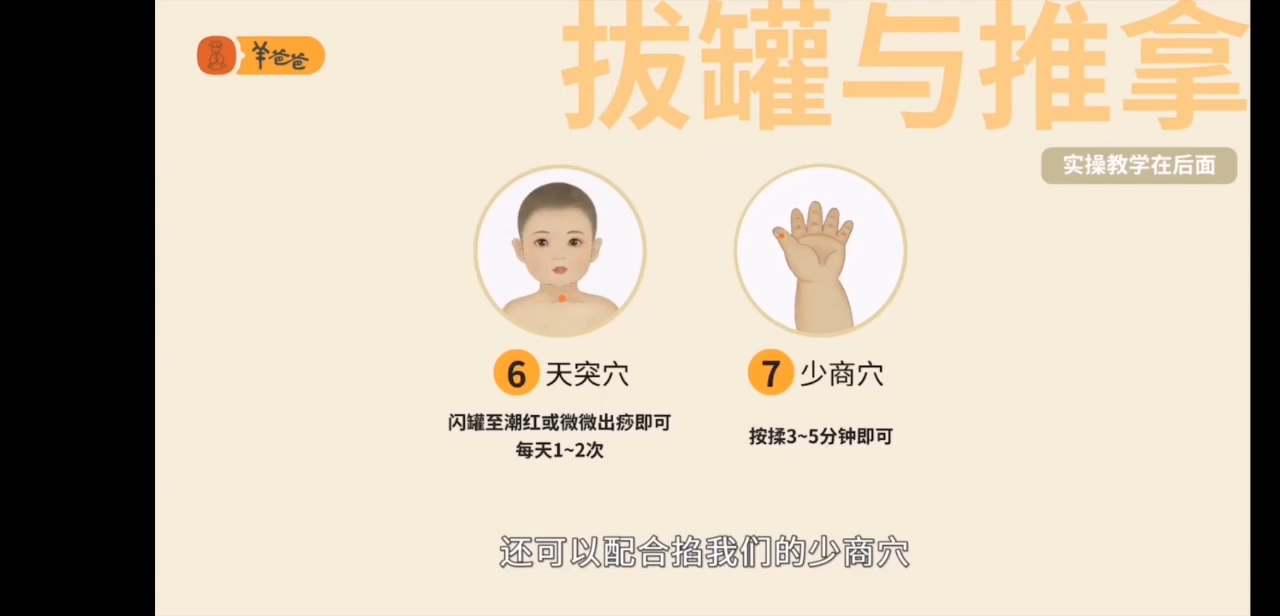 羊爸爸
拔罐与推拿
实操教学在后面
6 天突穴
闪罐至潮红或微微出痧即可
每天1~2次
7 少商穴
按揉3~5分钟即可
还可以配合掐我们的少商穴